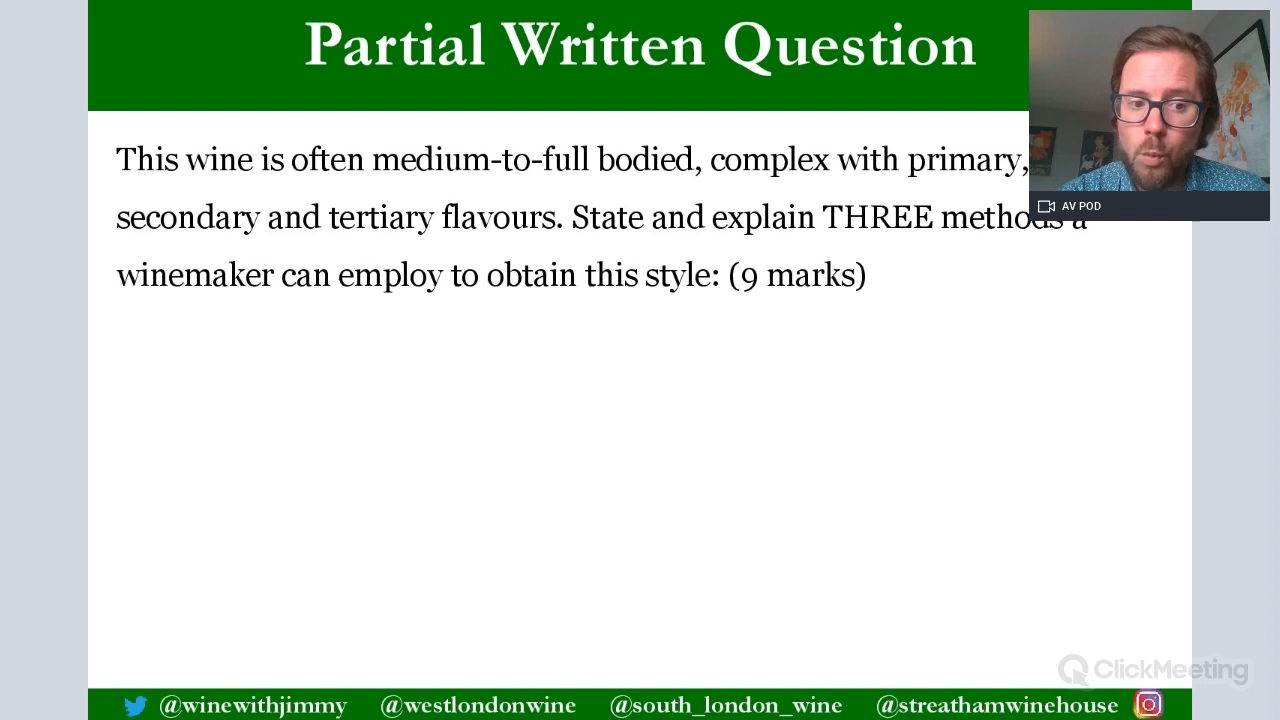 Partial Written Question
This wine is often medium-to-full bodied, complex with primary,
secondary and tertiary flavours. State and explain THREE methods a
winemaker can employ to obtain this style: (9 marks)
AV POD
ClickMeeting
@winewithjimmy @westlondonwine @south_london_wine @streathamwinehouse